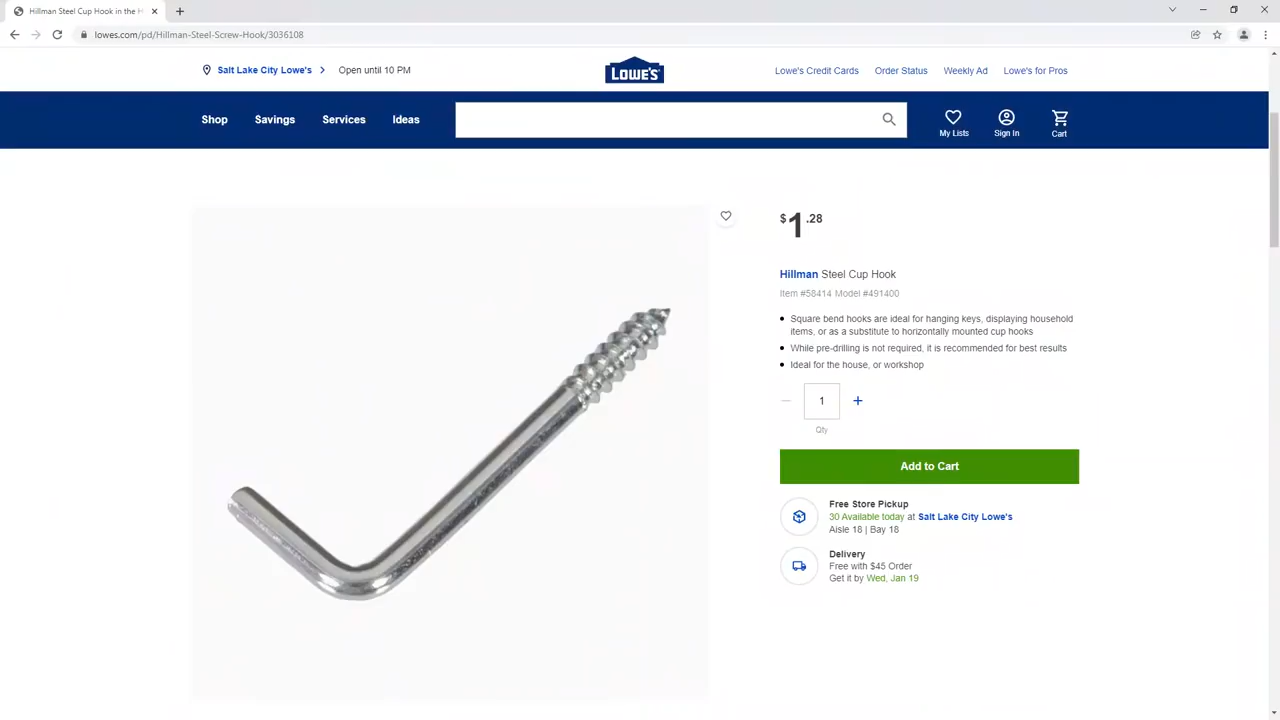 Hillman Steel Cup Hook in the H
lowes.com/pd/Hillman-Steel-Screw-Hook/3036108
Salt Lake City Lowe's
Open until 10 PM
LOWE'S
Lowe's Credit Cards
Order Status
Weekly Ad
Lowe's for Pros
Shop
Savings
Services
Ideas
My Lists
Sign In
Cart
$1.28
Hillman Steel Cup Hook
Item #58414 Model #491400
Square bend hooks are ideal for hanging keys, displaying household
items, or as a substitute to horizontally mounted cup hooks
While pre-drilling is not required, it is recommended for best results
Ideal for the house, or workshop
1
Qty
Add to Cart
Free Store Pickup
30 Available today at Salt Lake City Lowe's
Aisle 18 | Bay 18
Delivery
Free with $45 Order
Get it by Wed, Jan 19